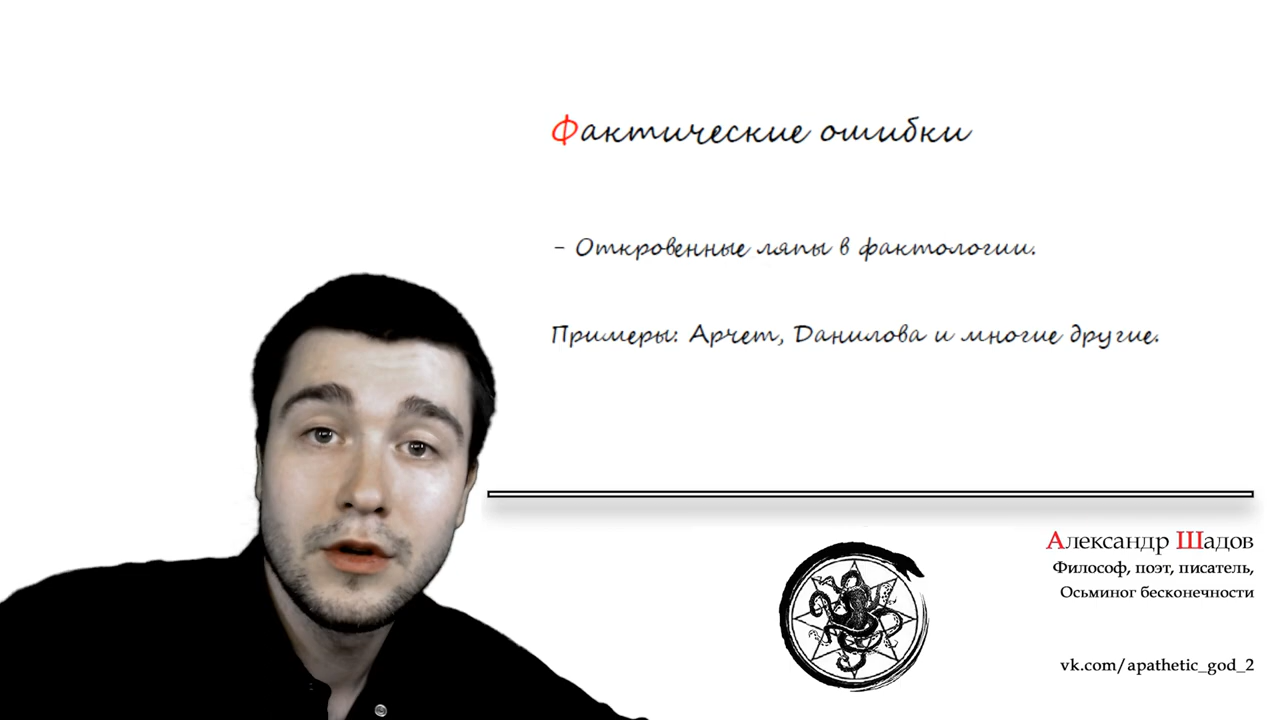 Фактические ошибки
- Откровенные ляпы в фактологии.
Примеры: Арчет, Данилова и многие другие.
Александр Шадов
Философ, поэт, писатель,
Осьминог бесконечности
vk.com/apathetic_god_2